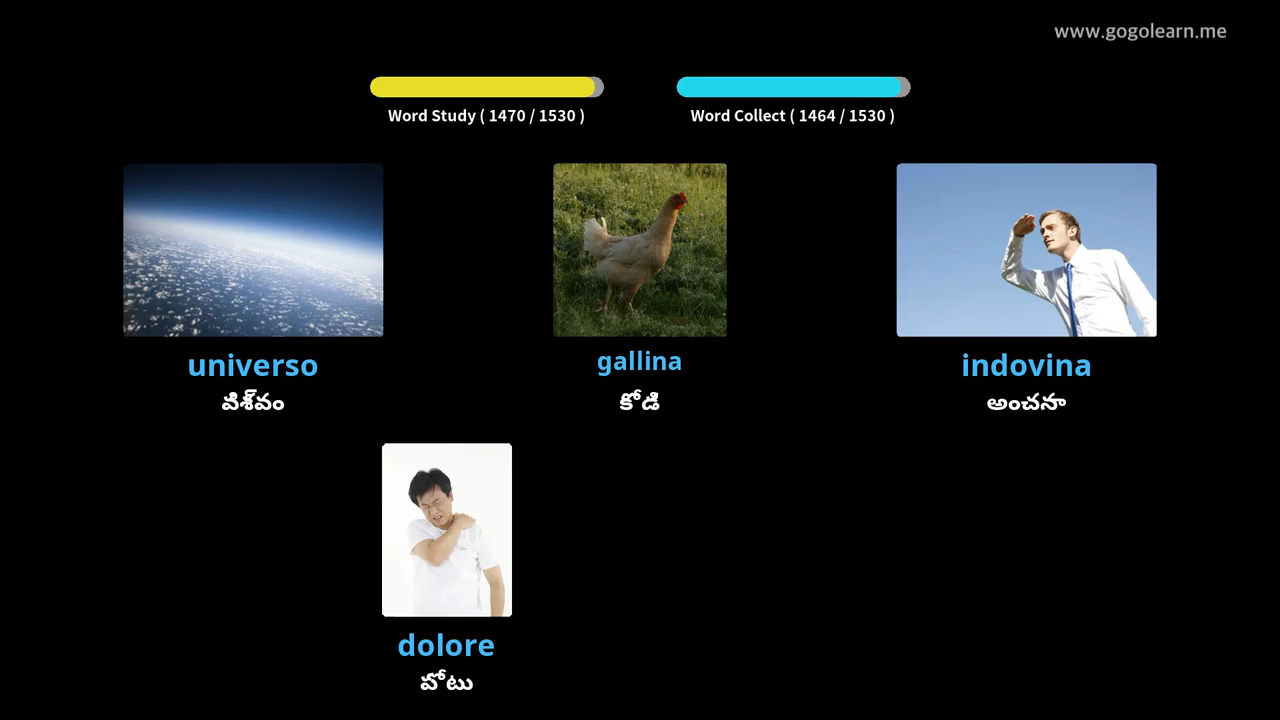 www.gogolearn.me
Word Study ( 1470 / 1530 )
Word Collect ( 1464 / 1530 )
universo
gallina
indovina
విశ్వం
కోడి
అంచనా
dolore
పోటు